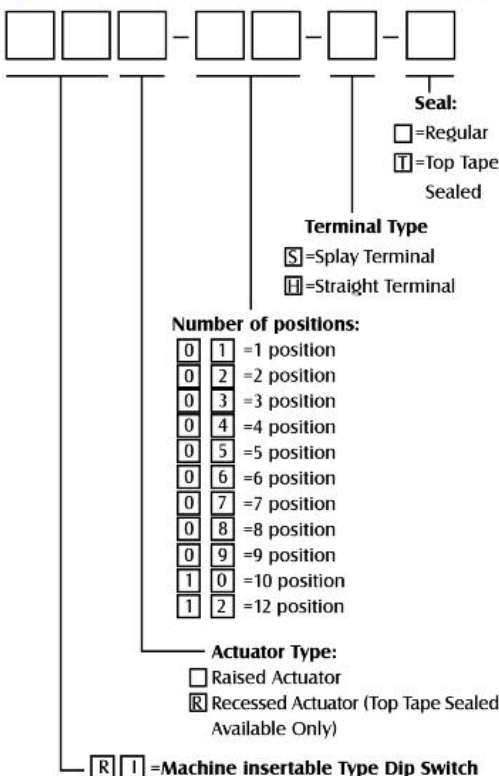 Seal:
□=Regular
T=Top Tape
Sealed
Terminal Type
S=Splay Terminal
H=Straight Terminal
Number of positions:
0 1 =1 position
0 2 =2 position
0 3 =3 position
0 4 =4 position
0 5 =5 position
0 6 =6 position
0 7 =7 position
0 8 =8 position
0 9 =9 position
1 0 =10 position
1 2 =12 position
Actuator Type:
□ Raised Actuator
R Recessed Actuator (Top Tape Sealed
Available Only)
R I =Machine insertable Type Dip Switch